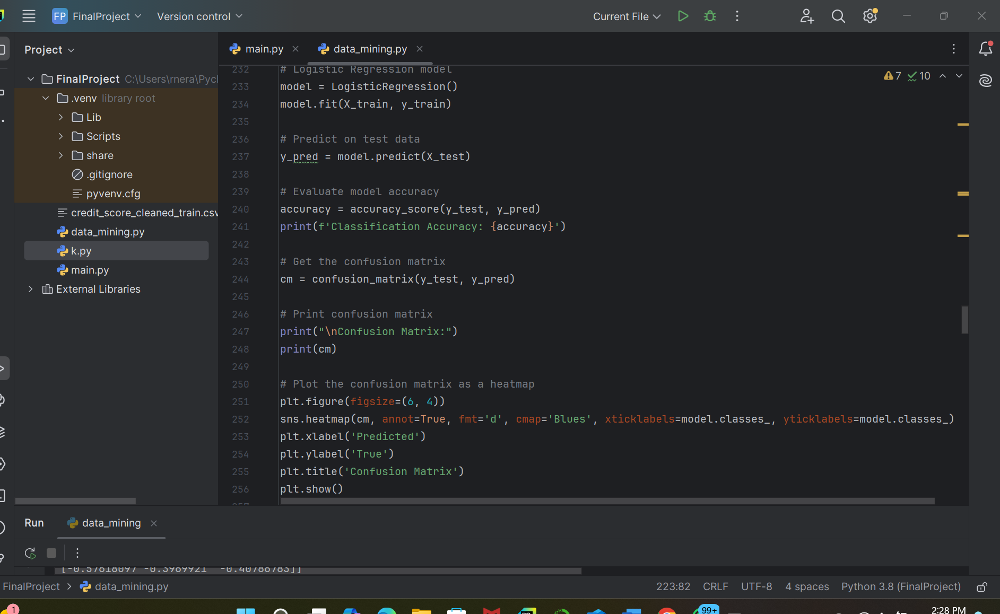 FP FinalProject Version control Current File
Project
main.py
data_mining.py
FinalProject C:\Users\rnera\Pycl
.venv library root
Lib
Scripts
share
.gitignore
pyvenv.cfg
credit_score_cleaned_train.csv
data_mining.py
k.py
main.py
External Libraries
7 10
232 # Logistic Regression model
233 model = LogisticRegression()
234 model.fit(X_train, y_train)
235
236 # Predict on test data
237 y_pred = model.predict(X_test)
238
239 # Evaluate model accuracy
240 accuracy = accuracy_score(y_test, y_pred)
241 print(f'Classification Accuracy: {accuracy}')
242
243 # Get the confusion matrix
244 cm = confusion_matrix(y_test, y_pred)
245
246 # Print confusion matrix
247 print("\nConfusion Matrix:")
248 print(cm)
249
250 # Plot the confusion matrix as a heatmap
251 plt.figure(figsize=(6, 4))
252 sns.heatmap(cm, annot=True, fmt='d', cmap='Blues', xticklabels=model.classes_, yticklabels=model.classes_)
253 plt.xlabel('Predicted')
254 plt.ylabel('True')
255 plt.title('Confusion Matrix')
256 plt.show()
Run data_mining
[-0.57618097 -0.3969921 -0.40786783]]
FinalProject > data_mining.py
223:82 CRLF UTF-8 4 spaces Python 3.8 (FinalProject)
1
99+
2:28 PM